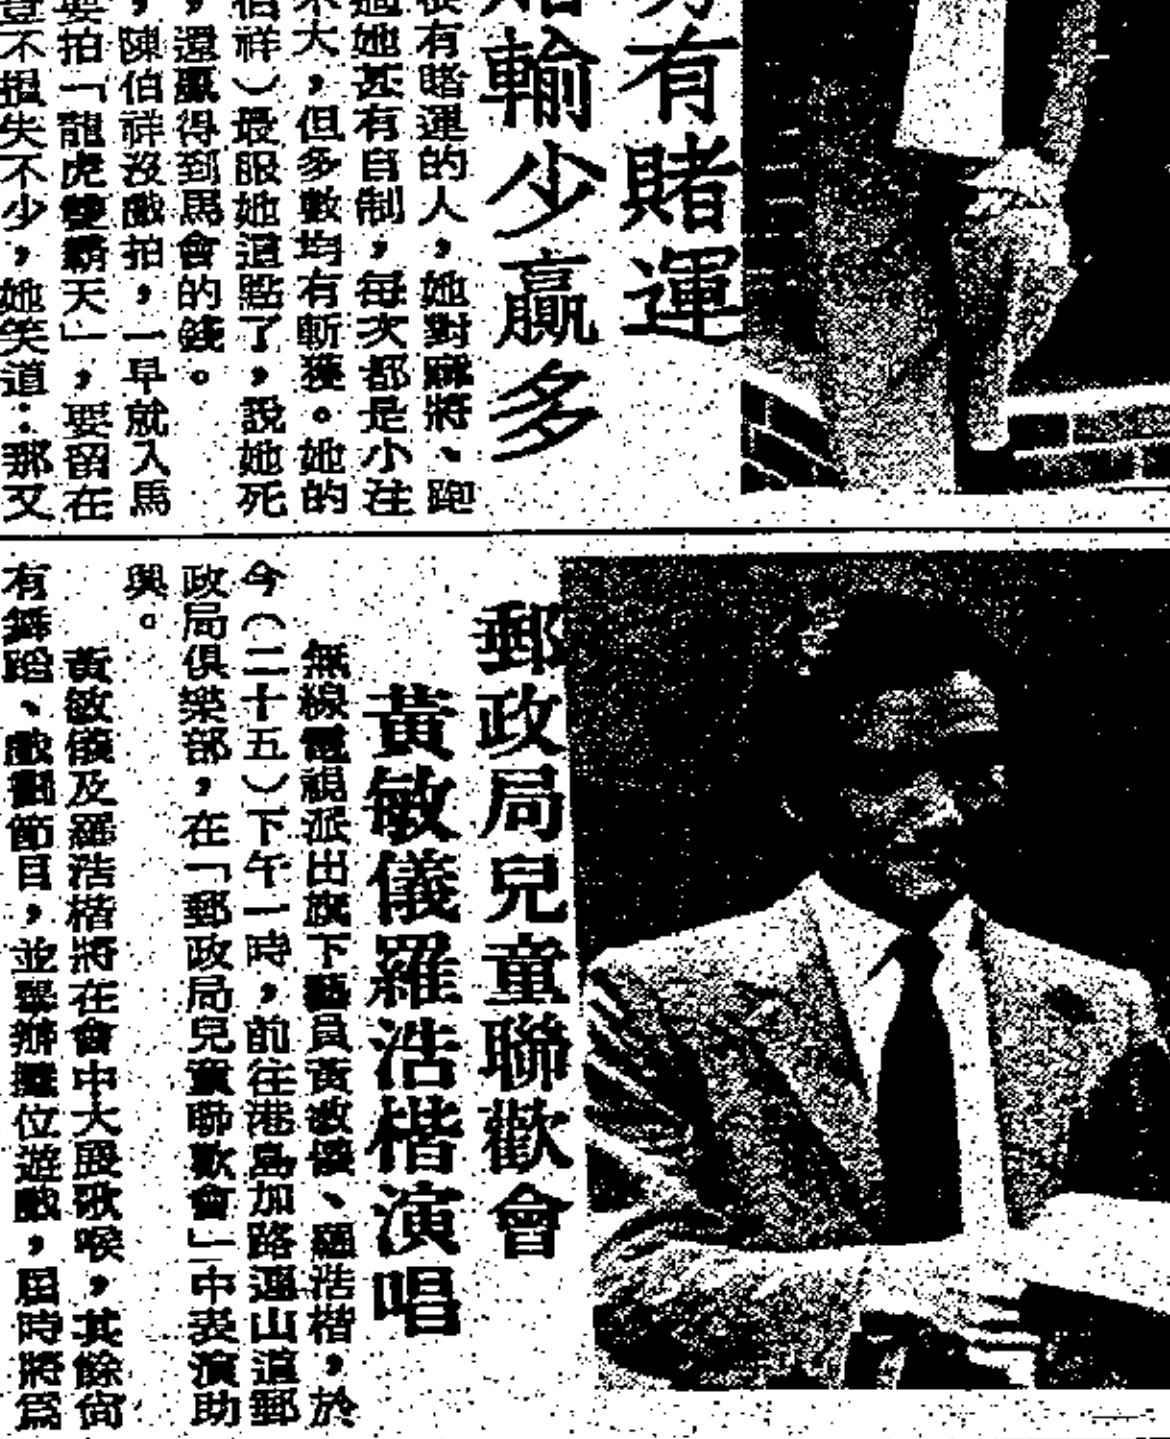 有賭運
輸少贏多
很有賭運的人，她對麻將、跑
過她甚有自制，每次都是小注
不大，但多數均有斬獲。她的
伯祥）最服她這點了，說她死
，還贏得到馬會的錢。
，陳伯祥沒戲拍，一早就入馬
要拍「龍虎雙霸天」，要留在
豈不損失不少，她笑道：那又
郵政局兒童聯歡會
黃敏儀羅浩楷演唱
無線電視派出旗下藝員黃敏儀、羅浩楷，於
今（二十五）下午一時，前往港島加路連山道郵
政局俱樂部，在「郵政局兒童聯歡會」中表演助
興。
黃敏儀及羅浩楷將在會中大展歌喉，其餘尚
有舞蹈、戲劇節目，並舉辦攤位遊戲，屆時將為